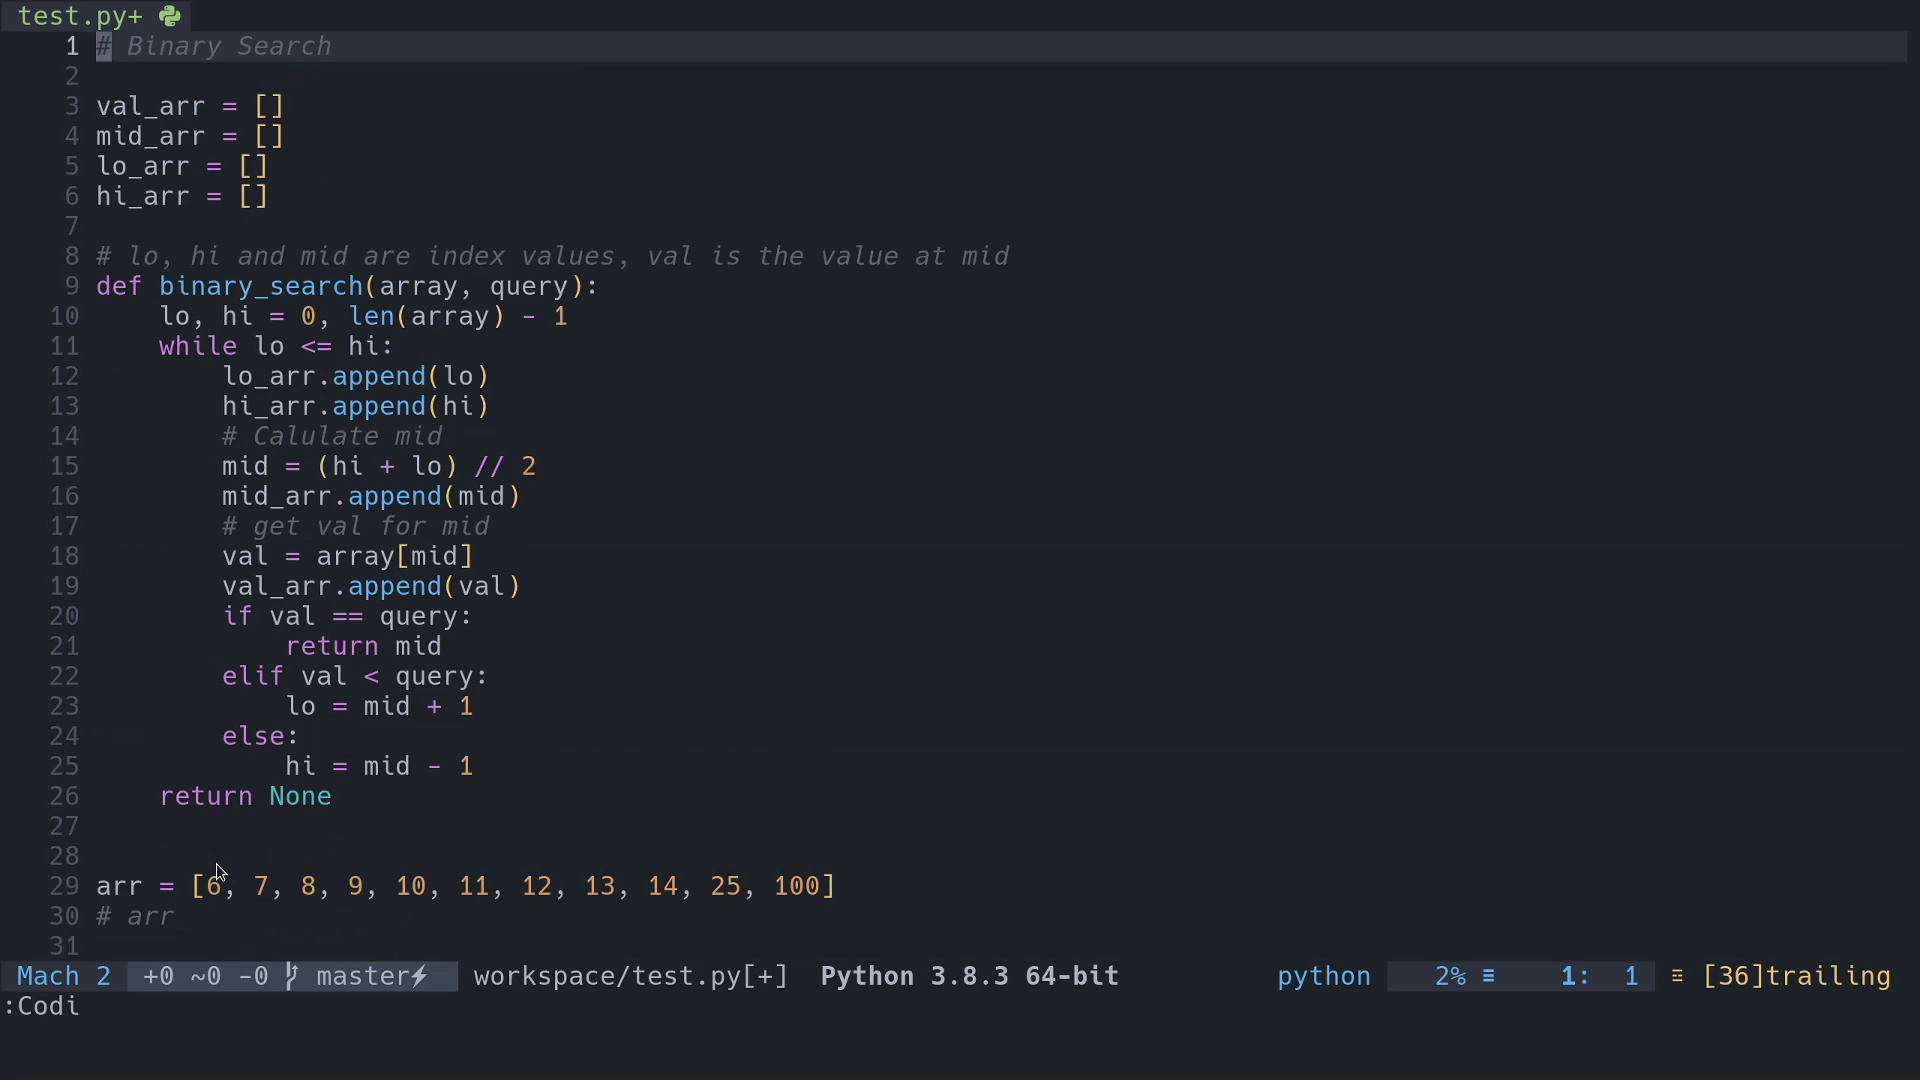 test.py+
1 # Binary Search
2
3 val_arr = []
4 mid_arr = []
5 lo_arr = []
6 hi_arr = []
7
8 # lo, hi and mid are index values, val is the value at mid
9 def binary_search(array, query):
10     lo, hi = 0, len(array) - 1
11     while lo <= hi:
12         lo_arr.append(lo)
13         hi_arr.append(hi)
14         # Calulate mid
15         mid = (hi + lo) // 2
16         mid_arr.append(mid)
17         # get val for mid
18         val = array[mid]
19         val_arr.append(val)
20         if val == query:
21             return mid
22         elif val < query:
23             lo = mid + 1
24         else:
25             hi = mid - 1
26     return None
27
28
29 arr = [6, 7, 8, 9, 10, 11, 12, 13, 14, 25, 100]
30 # arr
31
Mach 2 +0 ~0 -0 master⚡ workspace/test.py[+] Python 3.8.3 64-bit python 2% ≡ 1: 1 ≡ [36]trailing
:Codi